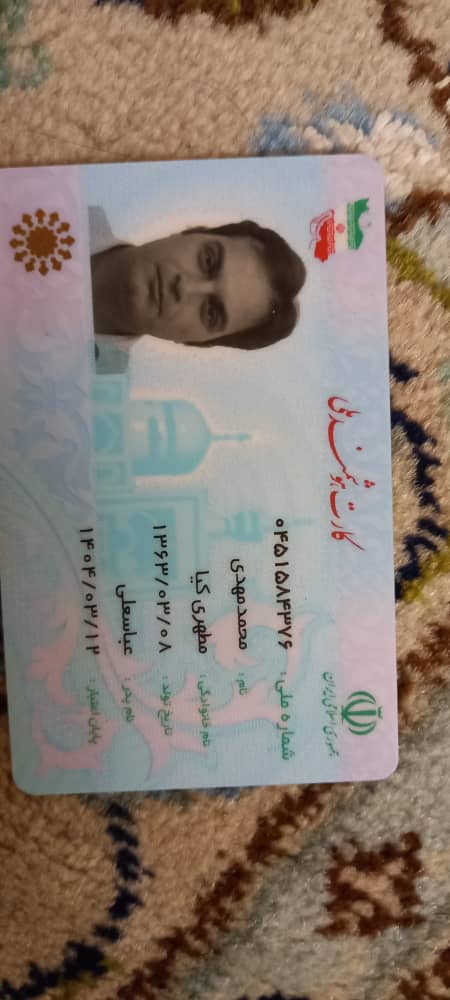 کارت هوشمند ملی
جمهوری اسلامی ایران
شماره ملی: ۰۴۵۱۵۸۴۳۷۶
نام: محمدمهدی
نام خانوادگی: مطهری کیا
تاریخ تولد: ۱۳۶۳/۰۳/۰۸
نام پدر: عباسعلی
پایان اعتبار: ۱۴۰۴/۰۳/۱۲